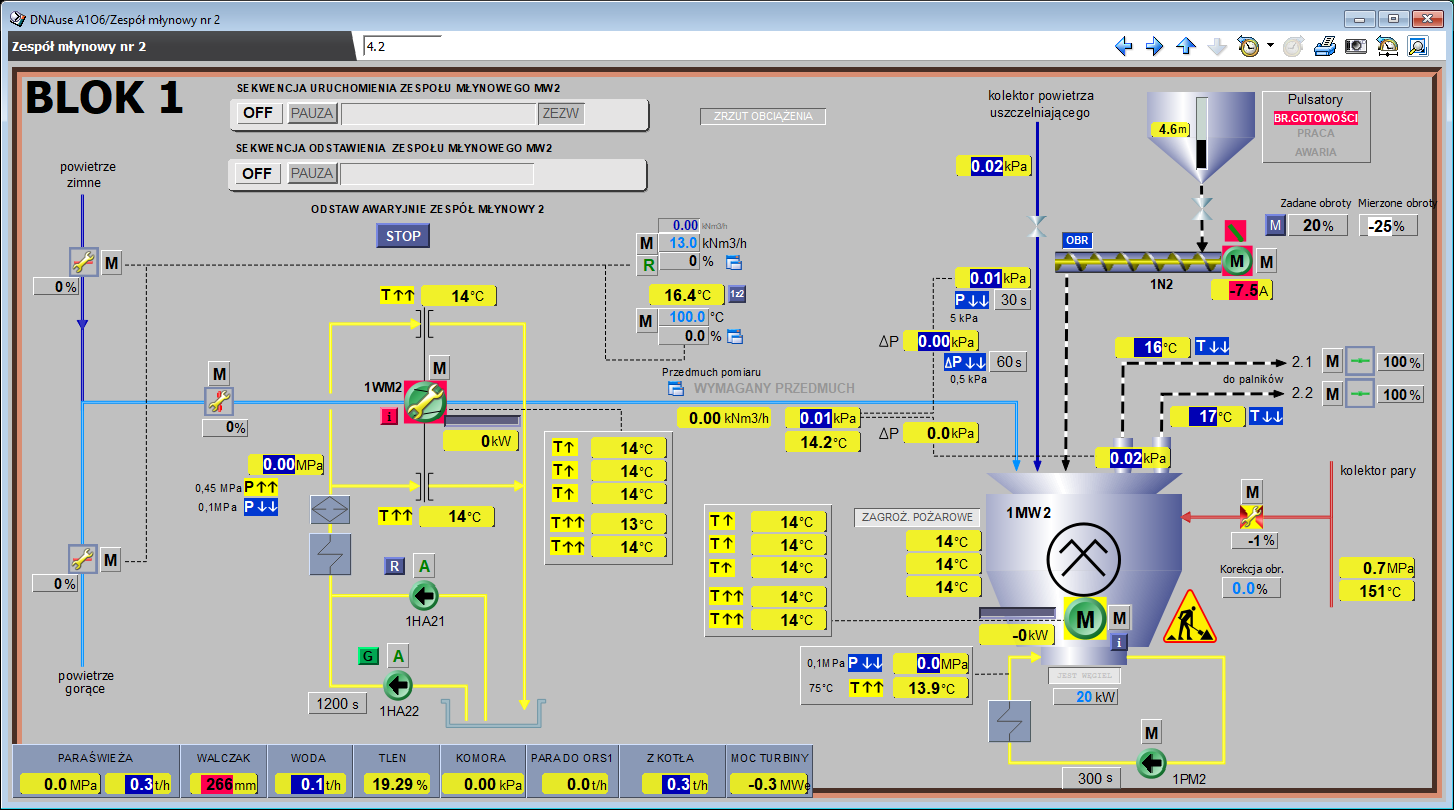 DNAuse A1O6/Zespół młynowy nr 2
Zespół młynowy nr 2
4.2
BLOK 1
SEKWENCJA URUCHOMIENIA ZESPOŁU MŁYNOWEGO MW2
OFF PAUZA ZEZW
SEKWENCJA ODSTAWIENIA ZESPOŁU MŁYNOWEGO MW2
OFF PAUZA
ODSTAW AWARYJNIE ZESPÓŁ MŁYNOWY 2
STOP
ZRZUT OBCIĄŻENIA
kolektor powietrza
uszczelniającego
0.02 kPa
4.6 m
Pulsatory
BR.GOTOWOŚCI
PRACA
AWARIA
Zadane obroty Mierzone obroty
M 20 % -25 %
powietrze
zimne
M
0 %
0.00 kNm3/h
M 13.0 kNm3/h
R 0 %
16.4 °C 1z2
M 100.0 °C
0.0 %
OBR
M M
1N2
-7.5 A
0.01 kPa
P ↓↓ 30 s
5 kPa
ΔP 0.00 kPa
ΔP ↓↓ 60 s
0,5 kPa
T ↑↑ 14 °C
16 °C T ↓↓
2.1 M 100 %
do palników
2.2 M 100 %
17 °C T ↓↓
Przedmuch pomiaru
WYMAGANY PRZEDMUCH
0.00 kNm3/h 0.01 kPa
14.2 °C
ΔP 0.0 kPa
0.02 kPa
M
0 %
1WM2 M
i
0 kW
T ↑ 14 °C
T ↑ 14 °C
T ↑ 14 °C
T ↑↑ 13 °C
T ↑↑ 14 °C
0.00 MPa
0,45 MPa P ↑↑
0,1MPa P ↓↓
T ↑↑ 14 °C
kolektor pary
M
-1 %
Korekcja obr.
0.0 %
0.7 MPa
151 °C
1MW2
ZAGROŻ. POŻAROWE
14 °C
14 °C
14 °C
T ↑ 14 °C
T ↑ 14 °C
T ↑ 14 °C
T ↑↑ 14 °C
T ↑↑ 14 °C
M M
-0 kW
i
M
0 %
R A
1HA21
G A
1200 s 1HA22
powietrze
gorące
0,1MPa P ↓↓ 0.0 MPa
75°C T ↑↑ 13.9 °C
JEST WĘGIEL
20 kW
M
300 s 1PM2
PARA ŚWIEŻA WALCZAK WODA TLEN KOMORA PARA DO ORS1 Z KOTŁA MOC TURBINY
0.0 MPa 0.3 t/h 266 mm 0.1 t/h 19.29 % 0.00 kPa 0.0 t/h 0.3 t/h -0.3 MWe